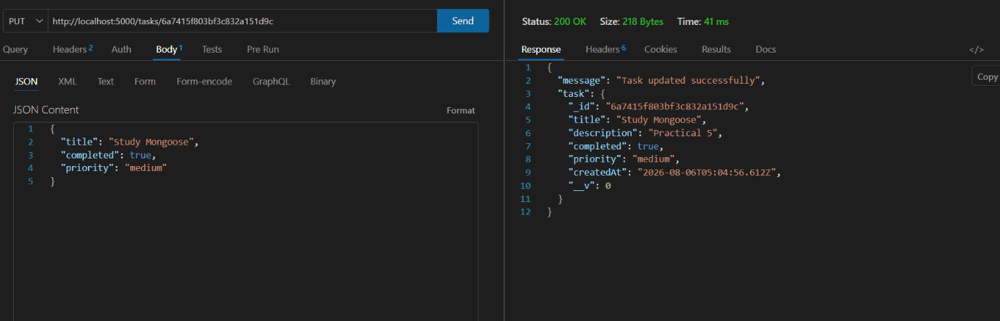 PUT http://localhost:5000/tasks/6a7415f803bf3c832a151d9c Send
Query Headers 2 Auth Body 1 Tests Pre Run
JSON XML Text Form Form-encode GraphQL Binary
JSON Content Format
1 {
2 "title": "Study Mongoose",
3 "completed": true,
4 "priority": "medium"
5 }
Status: 200 OK Size: 218 Bytes Time: 41 ms
Response Headers 6 Cookies Results Docs </>
Copy
1 {
2 "message": "Task updated successfully",
3 "task": {
4 "_id": "6a7415f803bf3c832a151d9c",
5 "title": "Study Mongoose",
6 "description": "Practical 5",
7 "completed": true,
8 "priority": "medium",
9 "createdAt": "2026-08-06T05:04:56.612Z",
10 "__v": 0
11 }
12 }